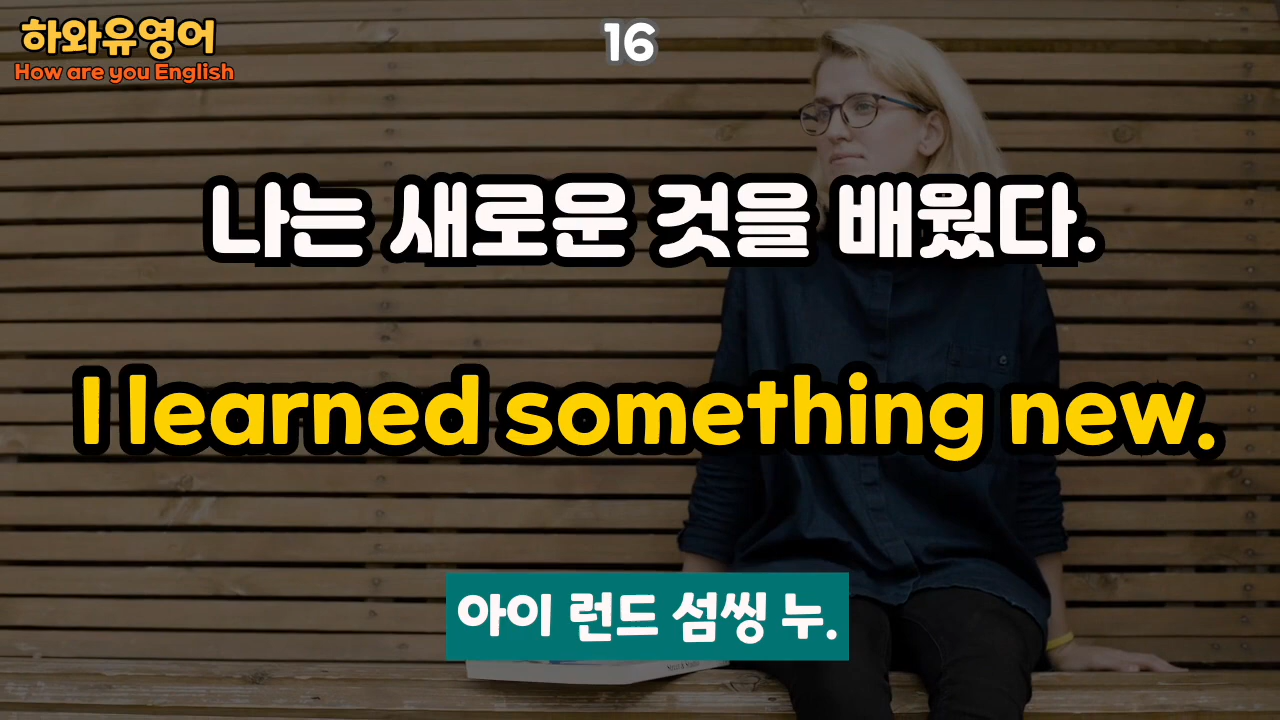 하와유영어
How are you English
16
나는 새로운 것을 배웠다.
I learned something new.
아이 런드 섬씽 누.